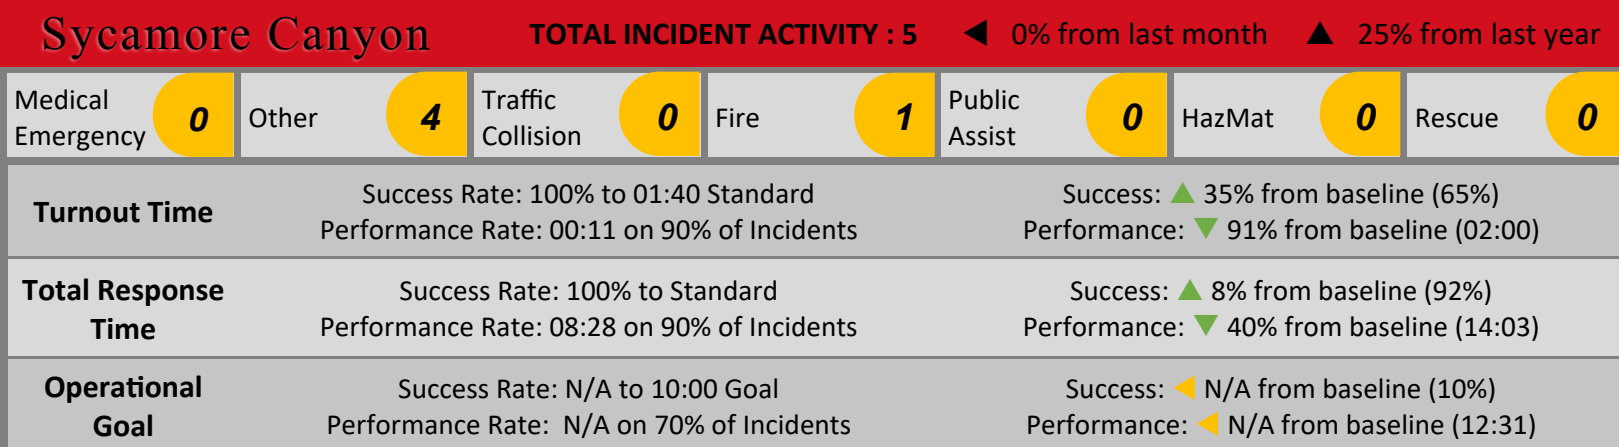 Sycamore Canyon TOTAL INCIDENT ACTIVITY : 5 ◀ 0% from last month ▲ 25% from last year
Medical Emergency 0
Other 4
Traffic Collision 0
Fire 1
Public Assist 0
HazMat 0
Rescue 0
Turnout Time
Success Rate: 100% to 01:40 Standard
Performance Rate: 00:11 on 90% of Incidents
Success: ▲ 35% from baseline (65%)
Performance: ▼ 91% from baseline (02:00)
Total Response
Time
Success Rate: 100% to Standard
Performance Rate: 08:28 on 90% of Incidents
Success: ▲ 8% from baseline (92%)
Performance: ▼ 40% from baseline (14:03)
Operational
Goal
Success Rate: N/A to 10:00 Goal
Performance Rate: N/A on 70% of Incidents
Success: ◀ N/A from baseline (10%)
Performance: ◀ N/A from baseline (12:31)